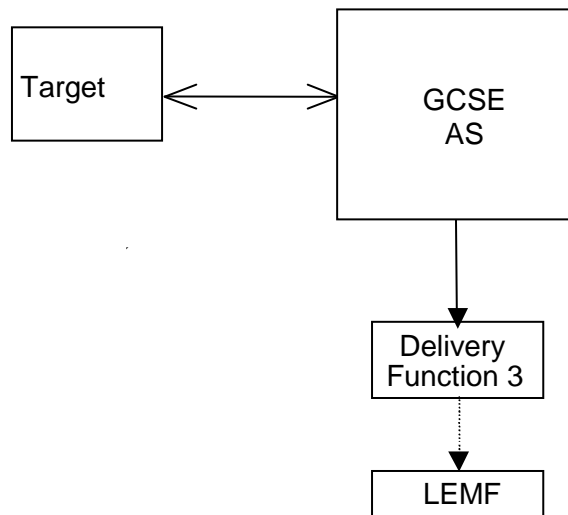 Target
GCSE
AS
Delivery
Function 3
LEMF